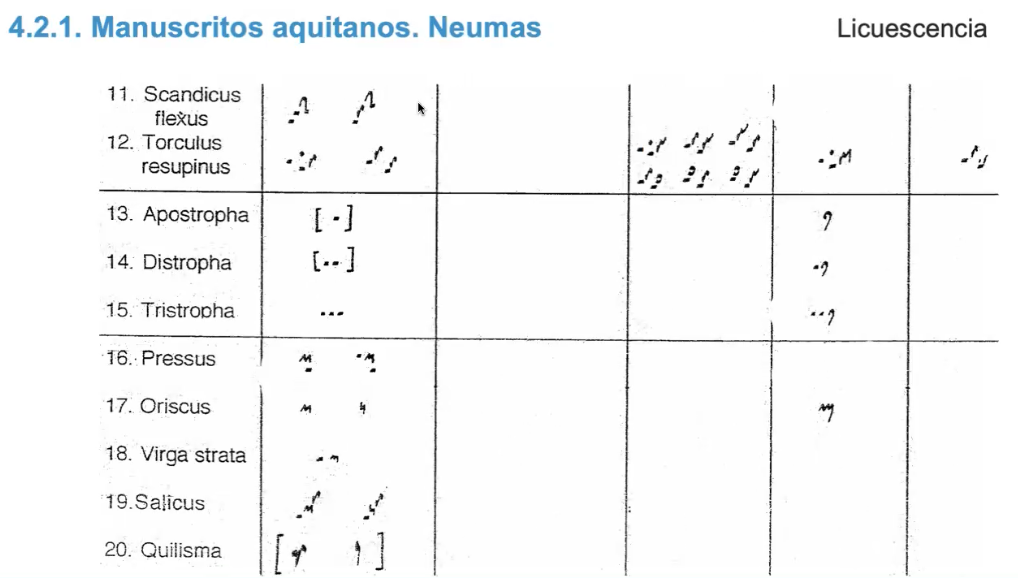 4.2.1. Manuscritos aquitanos. Neumas
Licuescencia
11. Scandicus
flexus
12. Torculus
resupinus
13. Apostropha
14. Distropha
15. Tristropha
16. Pressus
17. Oriscus
18. Virga strata
19. Salicus
20. Quilisma